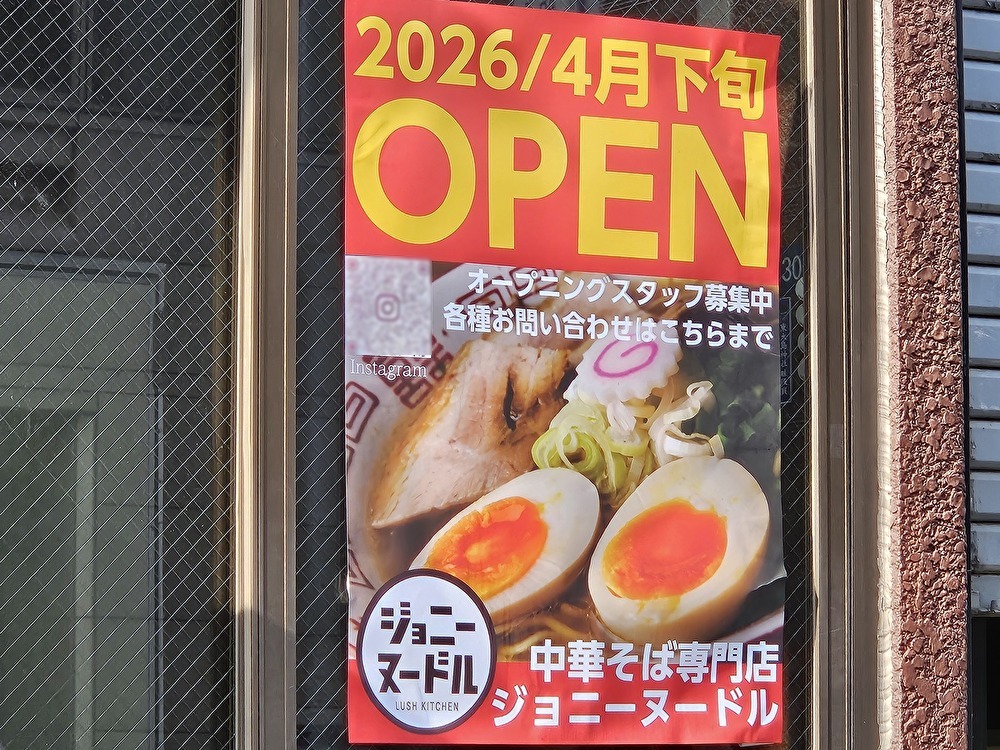 2026/4月下旬
OPEN
オープニングスタッフ募集中
各種お問い合わせはこちらまで
Instagram
30
ジョニー
ヌードル
LUSH KITCHEN
中華そば専門店
ジョニーヌードル